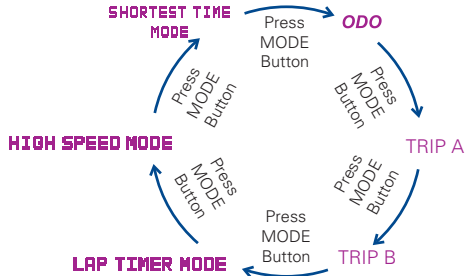 SHORTEST TIME
MODE
Press
MODE
Button
ODO
Press
MODE
Button
TRIP A
Press
MODE
Button
TRIP B
Press
MODE
Button
LAP TIMER MODE
Press
MODE
Button
HIGH SPEED MODE
Press
MODE
Button